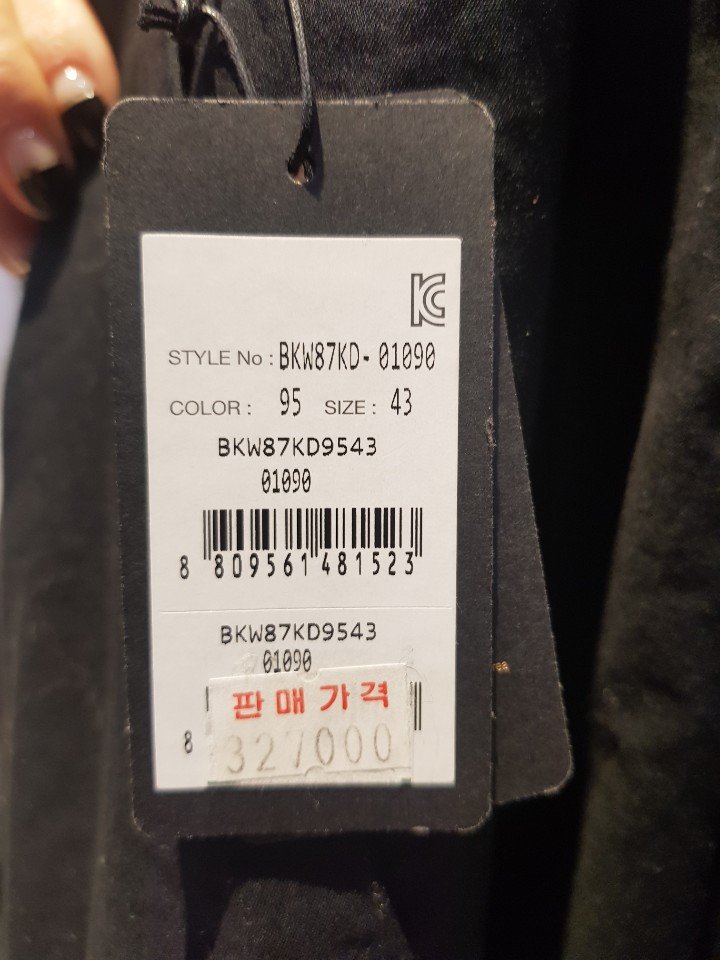 KC
STYLE No : BKW87KD- 01090
COLOR : 95 SIZE : 43
BKW87KD9543
01090
8 809561 481523
BKW87KD9543
01090
판매가격
8
327000